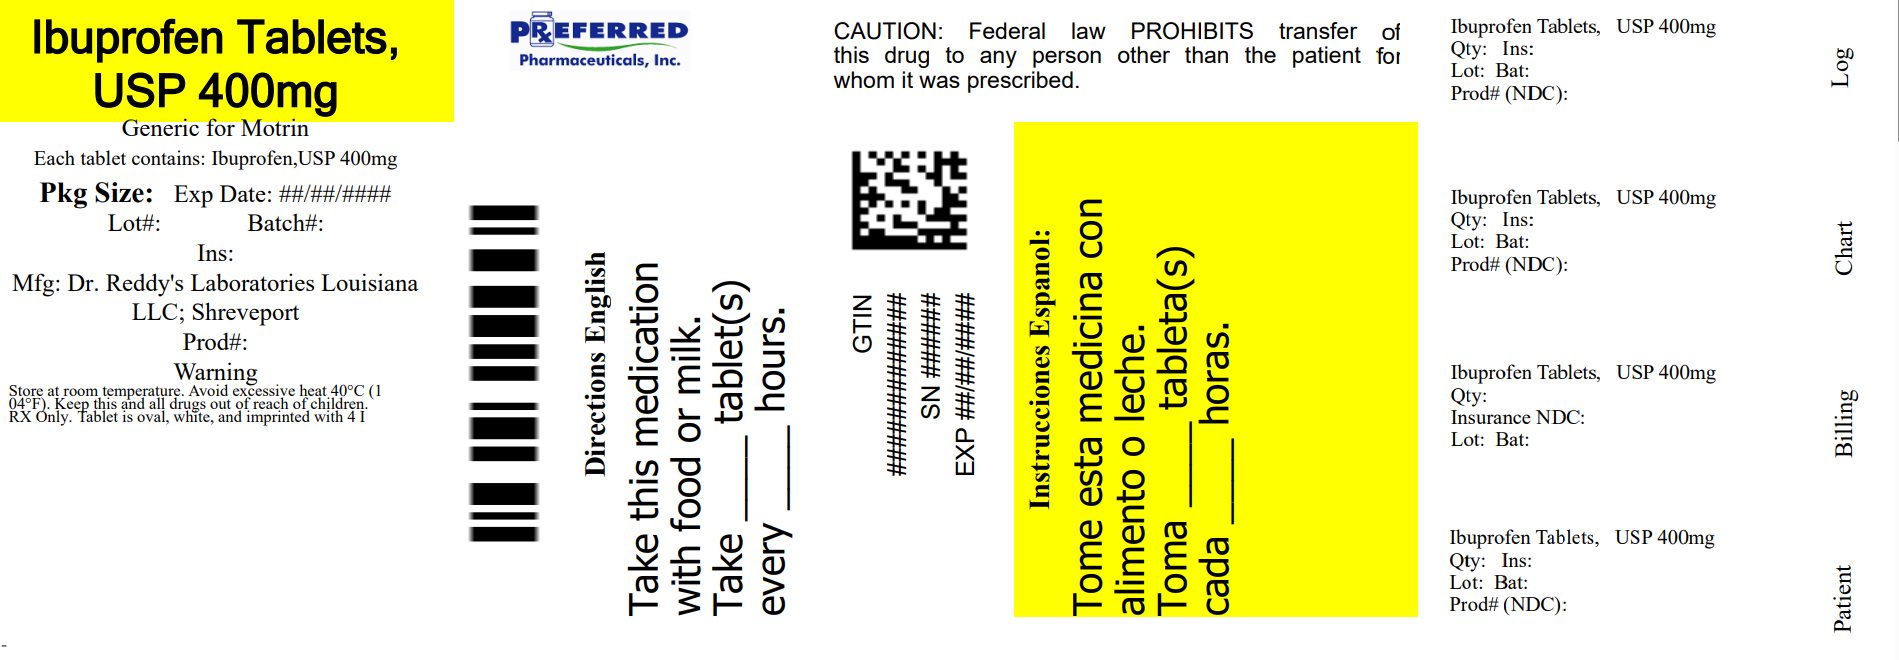 Ibuprofen Tablets,
USP 400mg
Generic for Motrin
Each tablet contains: Ibuprofen,USP 400mg
Pkg Size: Exp Date: ##/##/####
Lot#: Batch#:
Ins:
Mfg: Dr. Reddy's Laboratories Louisiana
LLC; Shreveport
Prod#:
Warning
Store at room temperature. Avoid excessive heat 40°C (1
04°F). Keep this and all drugs out of reach of children.
RX Only. Tablet is oval, white, and imprinted with 4 I
PREFERRED
Pharmaceuticals, Inc.
Directions English
Take this medication
with food or milk.
Take ____ tablet(s)
every ____ hours.
CAUTION: Federal law PROHIBITS transfer of
this drug to any person other than the patient for
whom it was prescribed.
GTIN
##############
SN ######
EXP ##/##/####
Instrucciones Espanol:
Tome esta medicina con
alimento o leche.
Toma ____ tableta(s)
cada ____ horas.
Ibuprofen Tablets, USP 400mg
Qty: Ins:
Lot: Bat:
Prod# (NDC):
Log
Ibuprofen Tablets, USP 400mg
Qty: Ins:
Lot: Bat:
Prod# (NDC):
Chart
Ibuprofen Tablets, USP 400mg
Qty:
Insurance NDC:
Lot: Bat:
Billing
Ibuprofen Tablets, USP 400mg
Qty: Ins:
Lot: Bat:
Prod# (NDC):
Patient